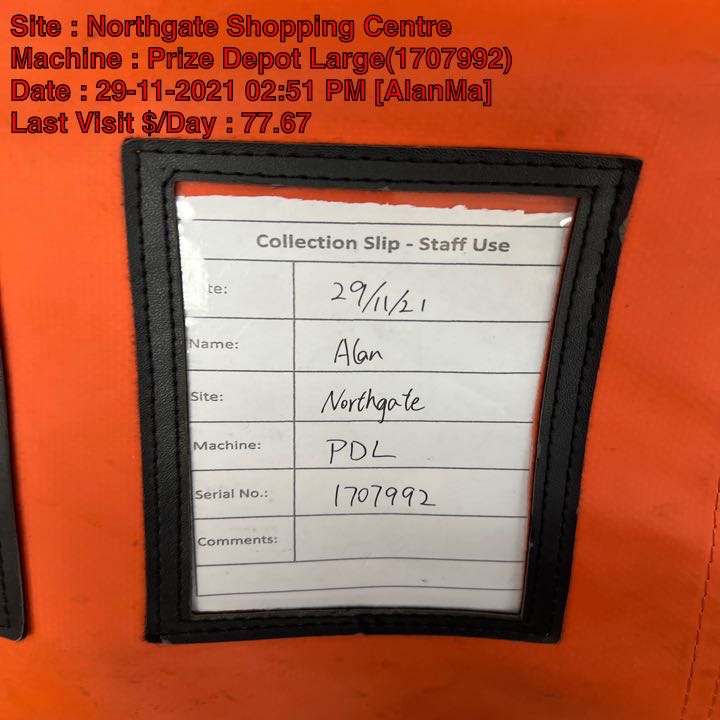 Site : Northgate Shopping Centre
Machine : Prize Depot Large(1707992)
Date : 29-11-2021 02:51 PM [AlanMa]
Last Visit $/Day : 77.67
Collection Slip - Staff Use
te: 29/11/21
Name: Alan
Site: Northgate
Machine: PDL
Serial No.: 1707992
Comments: